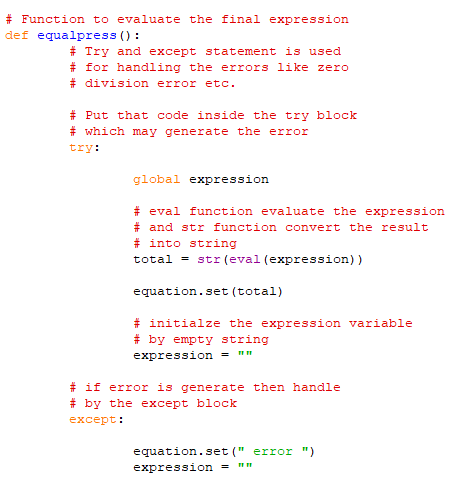 # Function to evaluate the final expression
def equalpress():
# Try and except statement is used
# for handling the errors like zero
# division error etc.
# Put that code inside the try block
# which may generate the error
try:
global expression
# eval function evaluate the expression
# and str function convert the result
# into string
total = str(eval(expression))
equation.set(total)
# initialze the expression variable
# by empty string
expression = ""
# if error is generate then handle
# by the except block
except:
equation.set(" error ")
expression = ""